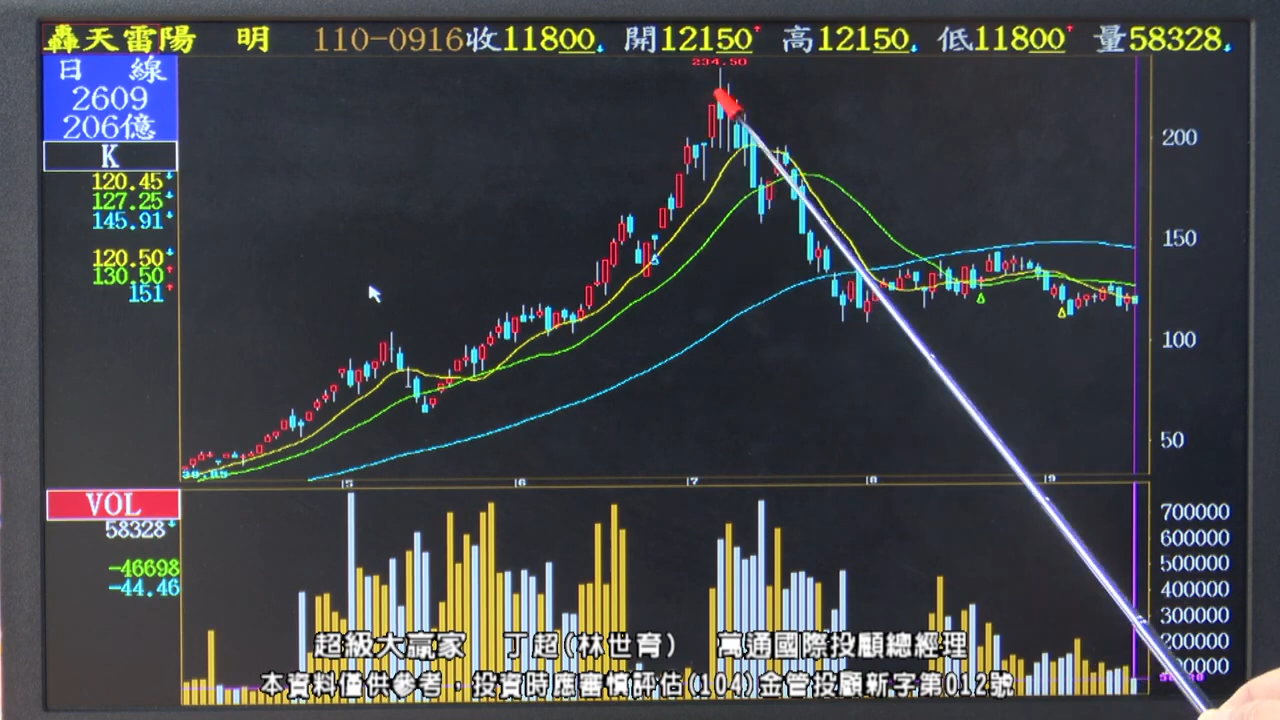 轟天雷陽 明 110-0916收11800 開12150 高12150 低11800 量58328
日 線
2609
206億
K
234.50
120.45
127.25
145.91
120.50
130.50
151
200
150
100
50
5 6 7 8 9
VOL
58328
-46698
-44.46
700000
600000
500000
400000
300000
200000
超級大贏家 丁超(林世育) 萬通國際投顧總經理
本資料僅供參考,投資時應審慎評估(104)金管投顧新字第012號